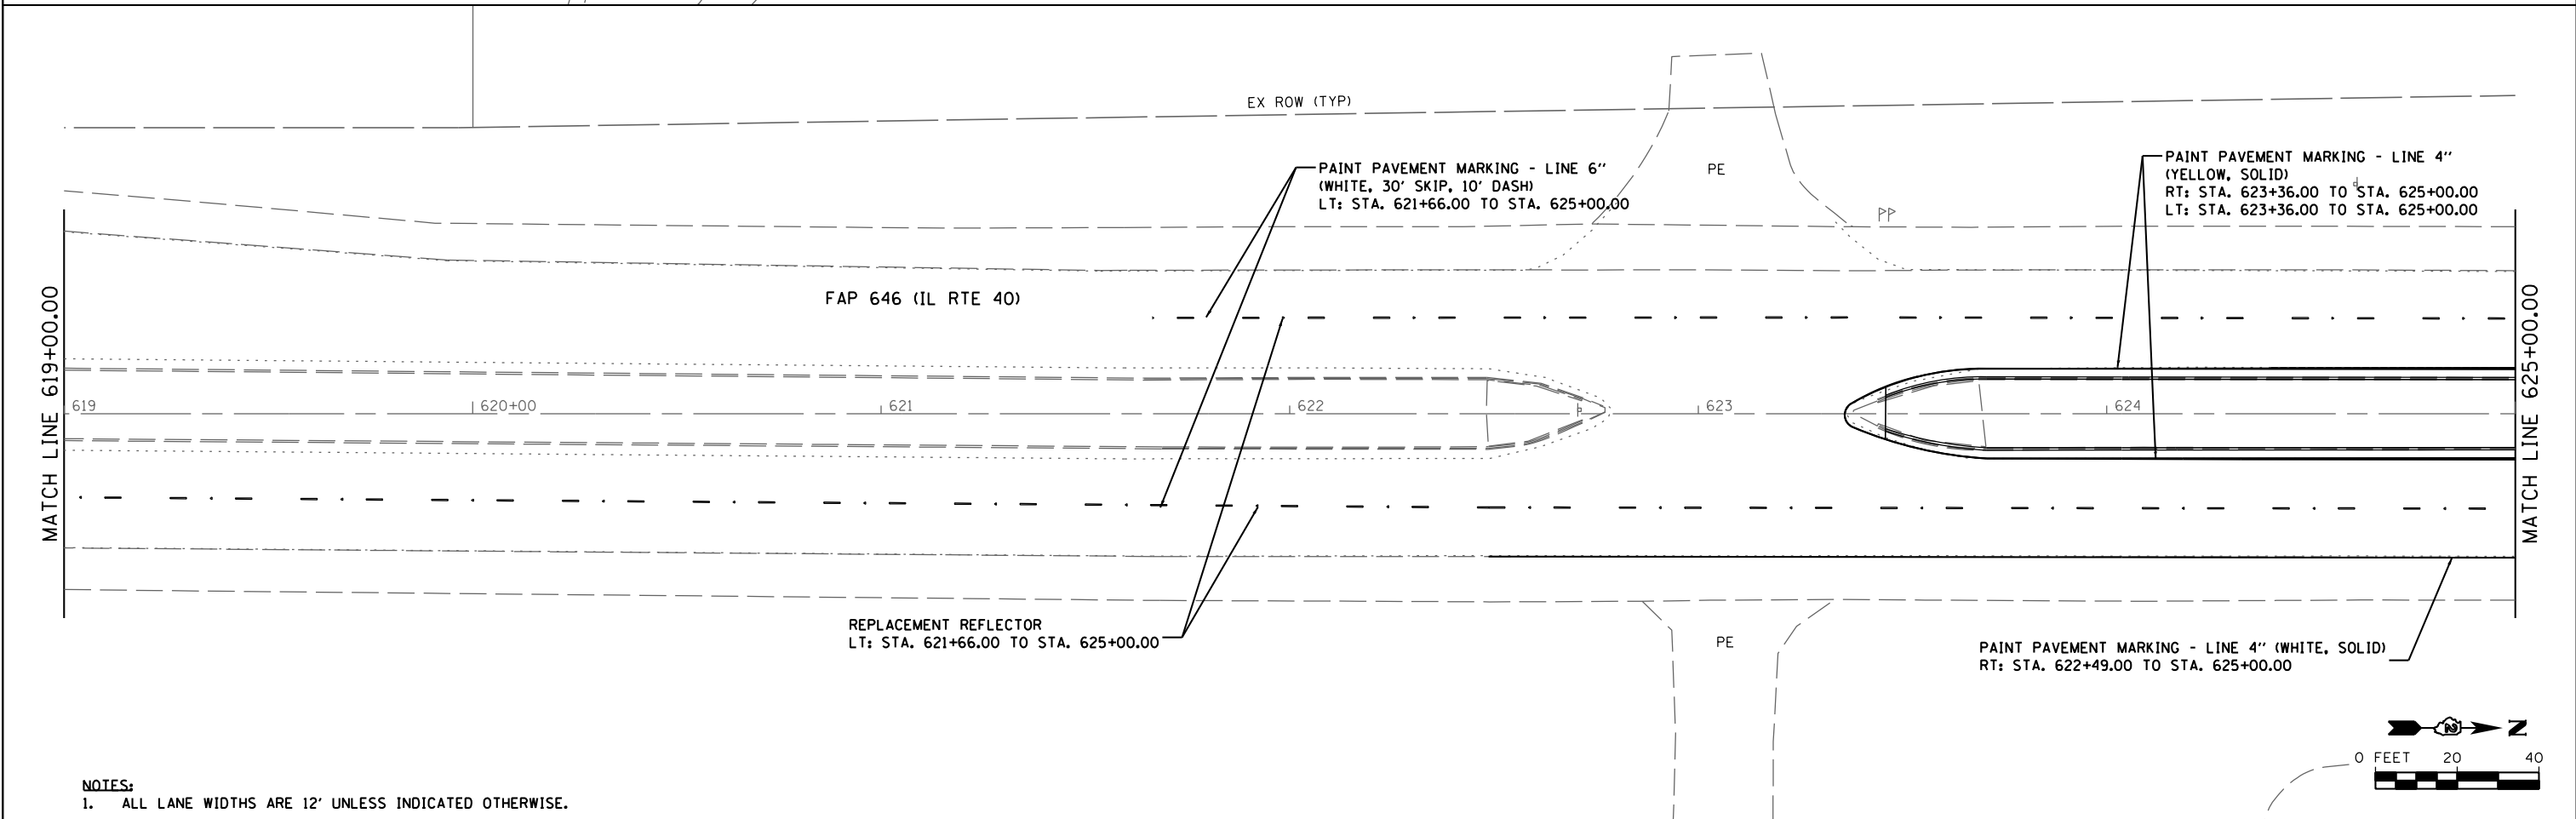 EX ROW (TYP)
PAINT PAVEMENT MARKING - LINE 6"
(WHITE, 30' SKIP, 10' DASH)
LT: STA. 621+66.00 TO STA. 625+00.00
PE
PP
PAINT PAVEMENT MARKING - LINE 4"
(YELLOW, SOLID)
RT: STA. 623+36.00 TO STA. 625+00.00
LT: STA. 623+36.00 TO STA. 625+00.00
FAP 646 (IL RTE 40)
MATCH LINE 619+00.00
619
620+00
621
622
623
624
MATCH LINE 625+00.00
REPLACEMENT REFLECTOR
LT: STA. 621+66.00 TO STA. 625+00.00
PE
PAINT PAVEMENT MARKING - LINE 4" (WHITE, SOLID)
RT: STA. 622+49.00 TO STA. 625+00.00
N
0 FEET 20 40
NOTES:
1. ALL LANE WIDTHS ARE 12' UNLESS INDICATED OTHERWISE.